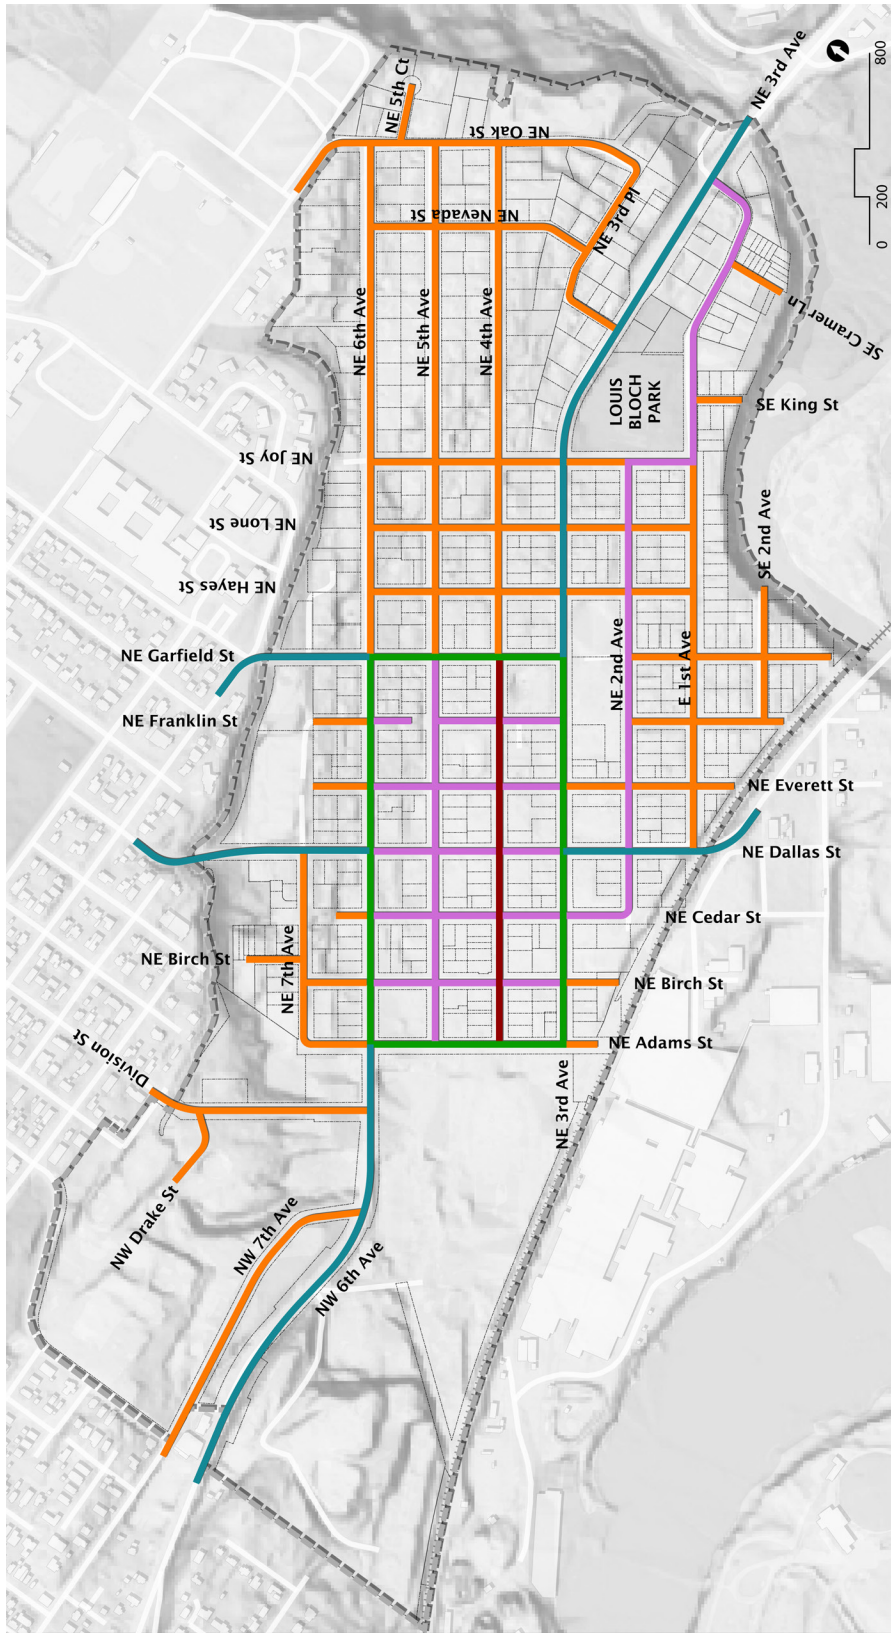 NE 3rd Ave
800
200
0
NE 5th Ct
NE Oak St
NE Nevada St
NE 3rd Pl
NE 6th Ave
NE 5th Ave
NE 4th Ave
SE Cramer Ln
LOUIS
BLOCH
PARK
SE King St
NE Joy St
NE Lone St
NE Hayes St
SE 2nd Ave
NE Garfield St
NE 2nd Ave
E 1st Ave
NE Franklin St
NE Everett St
NE Dallas St
NE Cedar St
NE 7th Ave
NE Birch St
NE Birch St
NE Adams St
Division St
NE 3rd Ave
NW Drake St
NW 7th Ave
NW 6th Ave